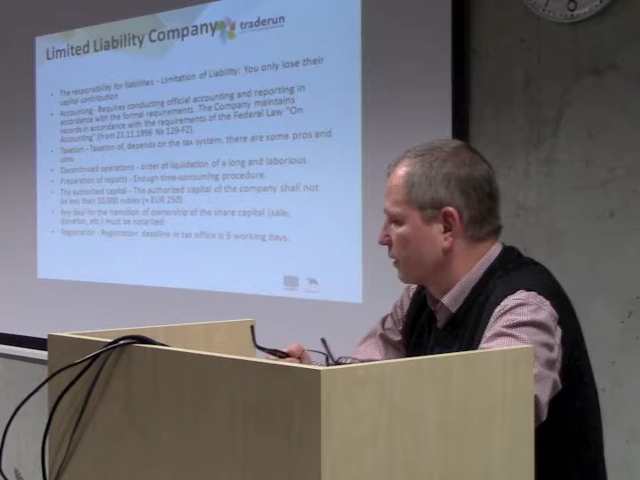 Limited Liability Company
traderun
• The responsibility for liabilities - Limitation of Liability: You only lose their
capital contribution
• Accounting - Requires conducting official accounting and reporting in
accordance with the formal requirements. The Company maintains
records in accordance with the requirements of the Federal Law "On
Accounting" (from 21.11.1996 № 129-FZ).
• Taxation - Taxation of, depends on the tax system, there are some pros and
cons.
• Discontinued operations - order of liquidation of a long and laborious.
• Preparation of reports - Enough time-consuming procedure.
• The authorised capital - The authorized capital of the company shall not
be less than 10,000 rubles (≈ EUR 250).
• Any deal for the transition of ownership of the share capital (sale,
donation, etc.) must be notarized.
• Registration - Registration deadline in tax office is 5 working days.